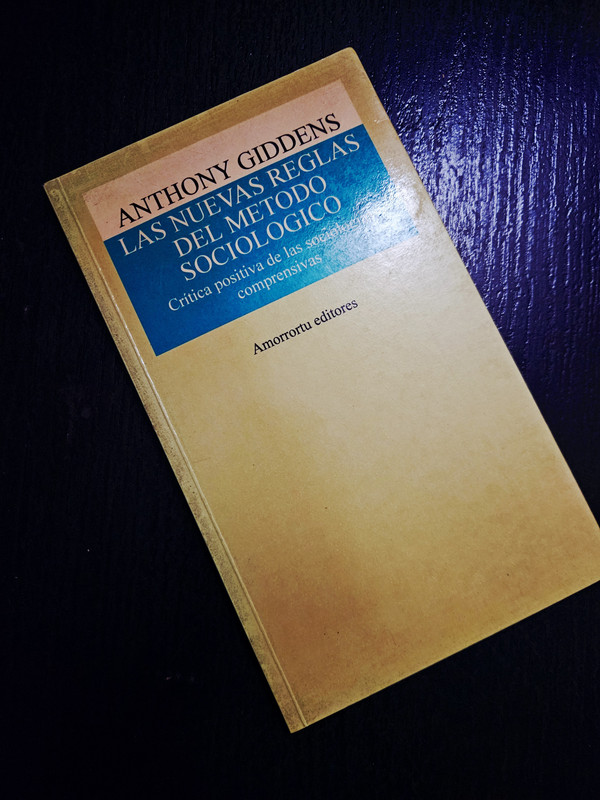 ANTHONY GIDDENS
LAS NUEVAS REGLAS
DEL METODO
SOCIOLOGICO
Crítica positiva de las
comprensivas
Amorrortu editores